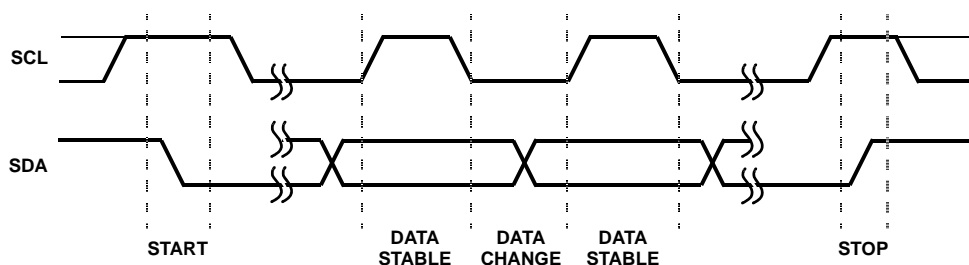 SCL
SDA
START
DATA
STABLE
DATA
CHANGE
DATA
STABLE
STOP